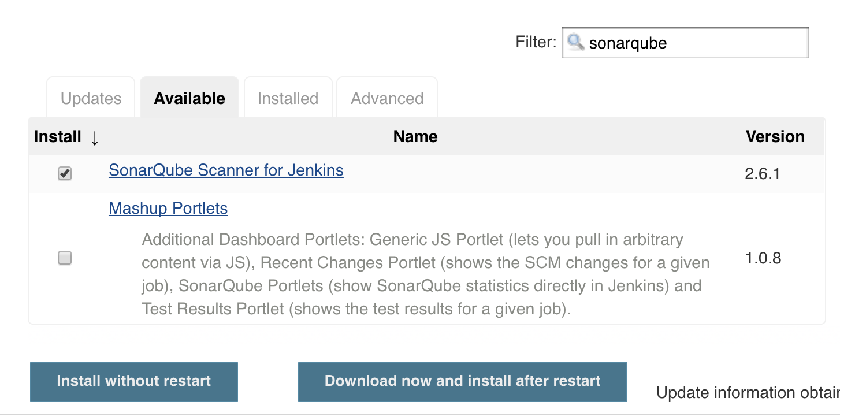 Filter: sonarqube
Updates Available Installed Advanced
Install ↓ Name Version
SonarQube Scanner for Jenkins 2.6.1
Mashup Portlets
Additional Dashboard Portlets: Generic JS Portlet (lets you pull in arbitrary
content via JS), Recent Changes Portlet (shows the SCM changes for a given
job), SonarQube Portlets (show SonarQube statistics directly in Jenkins) and
Test Results Portlet (shows the test results for a given job).
1.0.8
Install without restart Download now and install after restart Update information obtair